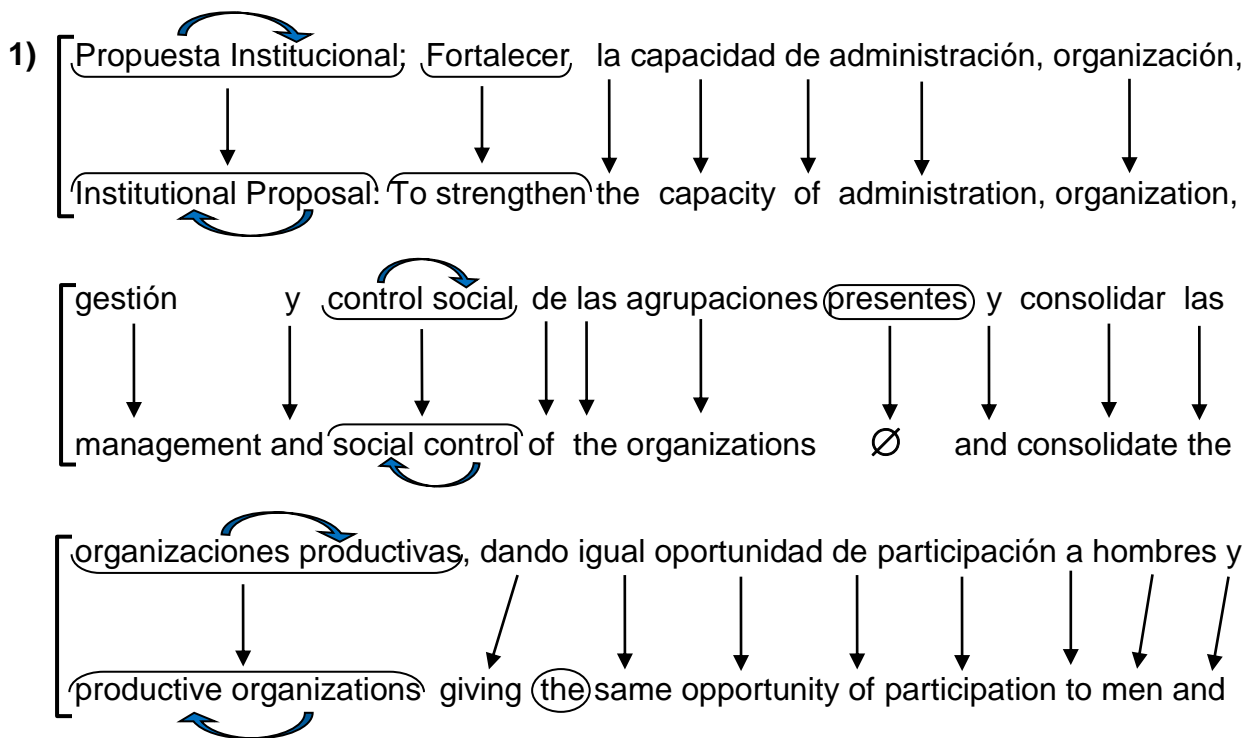 1) Propuesta Institucional; Fortalecer la capacidad de administración, organización,
Institutional Proposal: To strengthen the capacity of administration, organization,
gestión y control social de las agrupaciones presentes y consolidar las
management and social control of the organizations Ø and consolidate the
organizaciones productivas, dando igual oportunidad de participación a hombres y
productive organizations giving the same opportunity of participation to men and